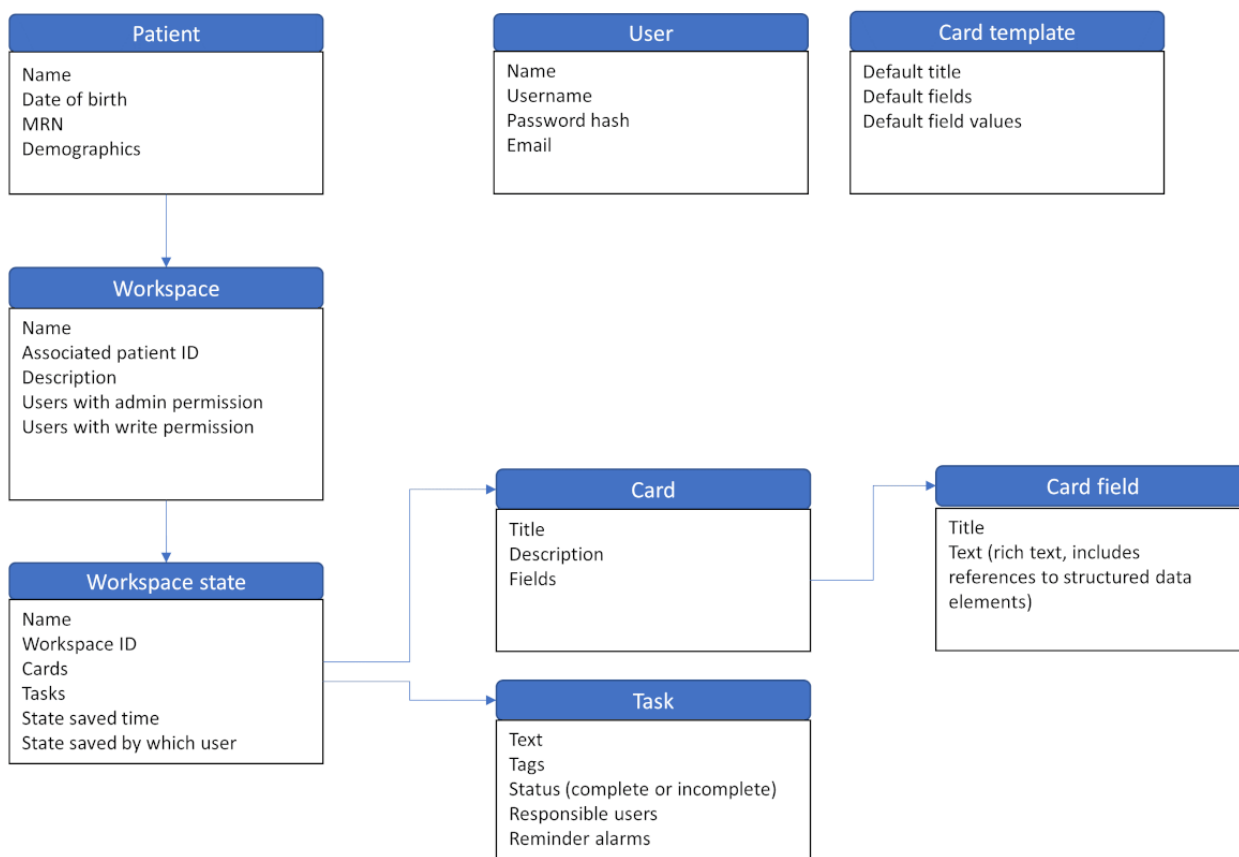 Patient
Name
Date of birth
MRN
Demographics
User
Name
Username
Password hash
Email
Card template
Default title
Default fields
Default field values
Workspace
Name
Associated patient ID
Description
Users with admin permission
Users with write permission
Workspace state
Name
Workspace ID
Cards
Tasks
State saved time
State saved by which user
Card
Title
Description
Fields
Card field
Title
Text (rich text, includes
references to structured data
elements)
Task
Text
Tags
Status (complete or incomplete)
Responsible users
Reminder alarms